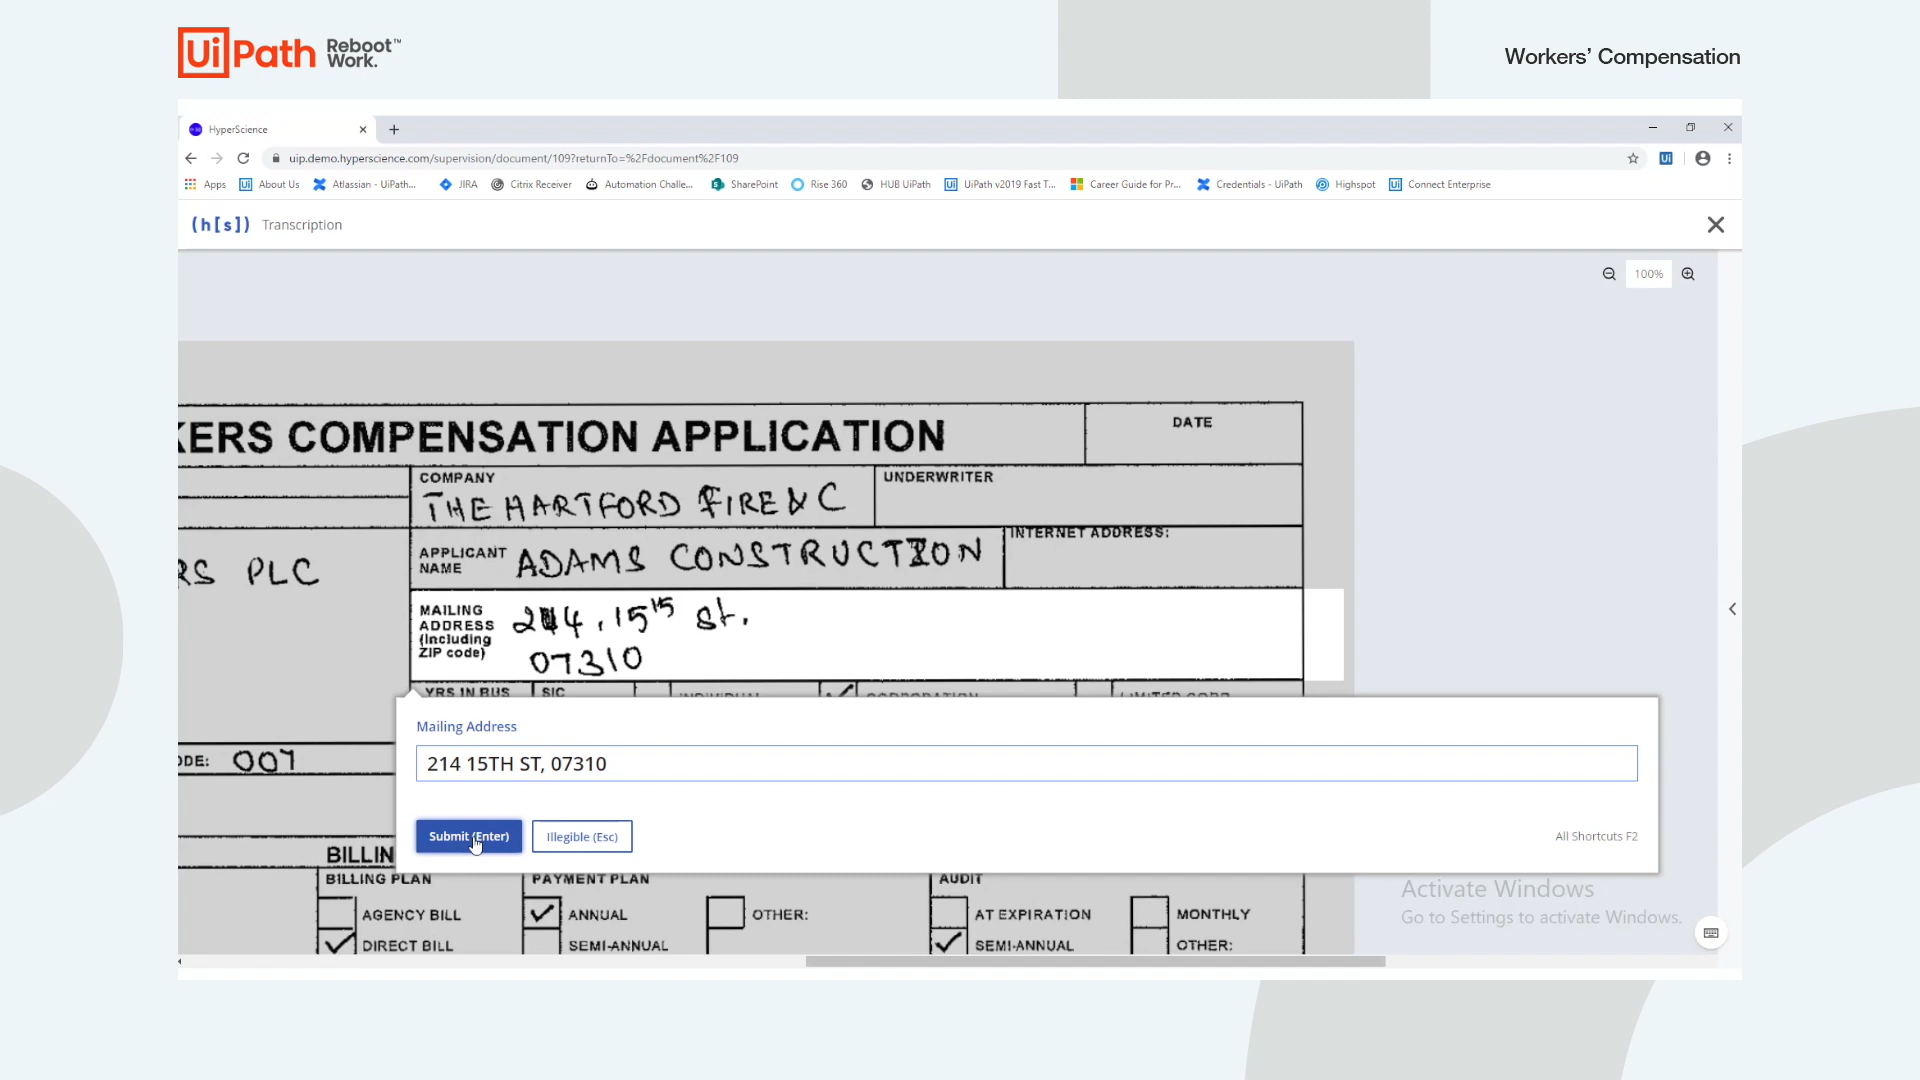 UiPath Reboot Work.™
Workers’ Compensation
HyperScience
uip.demo.hyperscience.com/supervision/document/109?returnTo=%2Fdocument%2F109
Apps About Us Atlassian - UiPath... JIRA Citrix Receiver Automation Challe... SharePoint Rise 360 HUB UiPath UiPath v2019 Fast T... Career Guide for Pr... Credentials - UiPath Highspot Connect Enterprise
(h[s]) Transcription
100%
KERS COMPENSATION APPLICATION
DATE
COMPANY
THE HARTFORD FIRE & C
UNDERWRITER
APPLICANT NAME ADAMS CONSTRUCTION
INTERNET ADDRESS:
RS PLC
MAILING ADDRESS (Including ZIP code)
214, 15th St.
07310
YRS IN BUS SIC INDIVIDUAL CORPORATION
Mailing Address
214 15TH ST, 07310
ODE: 007
Submit (Enter) Illegible (Esc) All Shortcuts F2
BILLIN
BILLING PLAN PAYMENT PLAN AUDIT
AGENCY BILL ANNUAL OTHER: AT EXPIRATION MONTHLY
DIRECT BILL SEMI-ANNUAL SEMI-ANNUAL OTHER:
Activate Windows
Go to Settings to activate Windows.